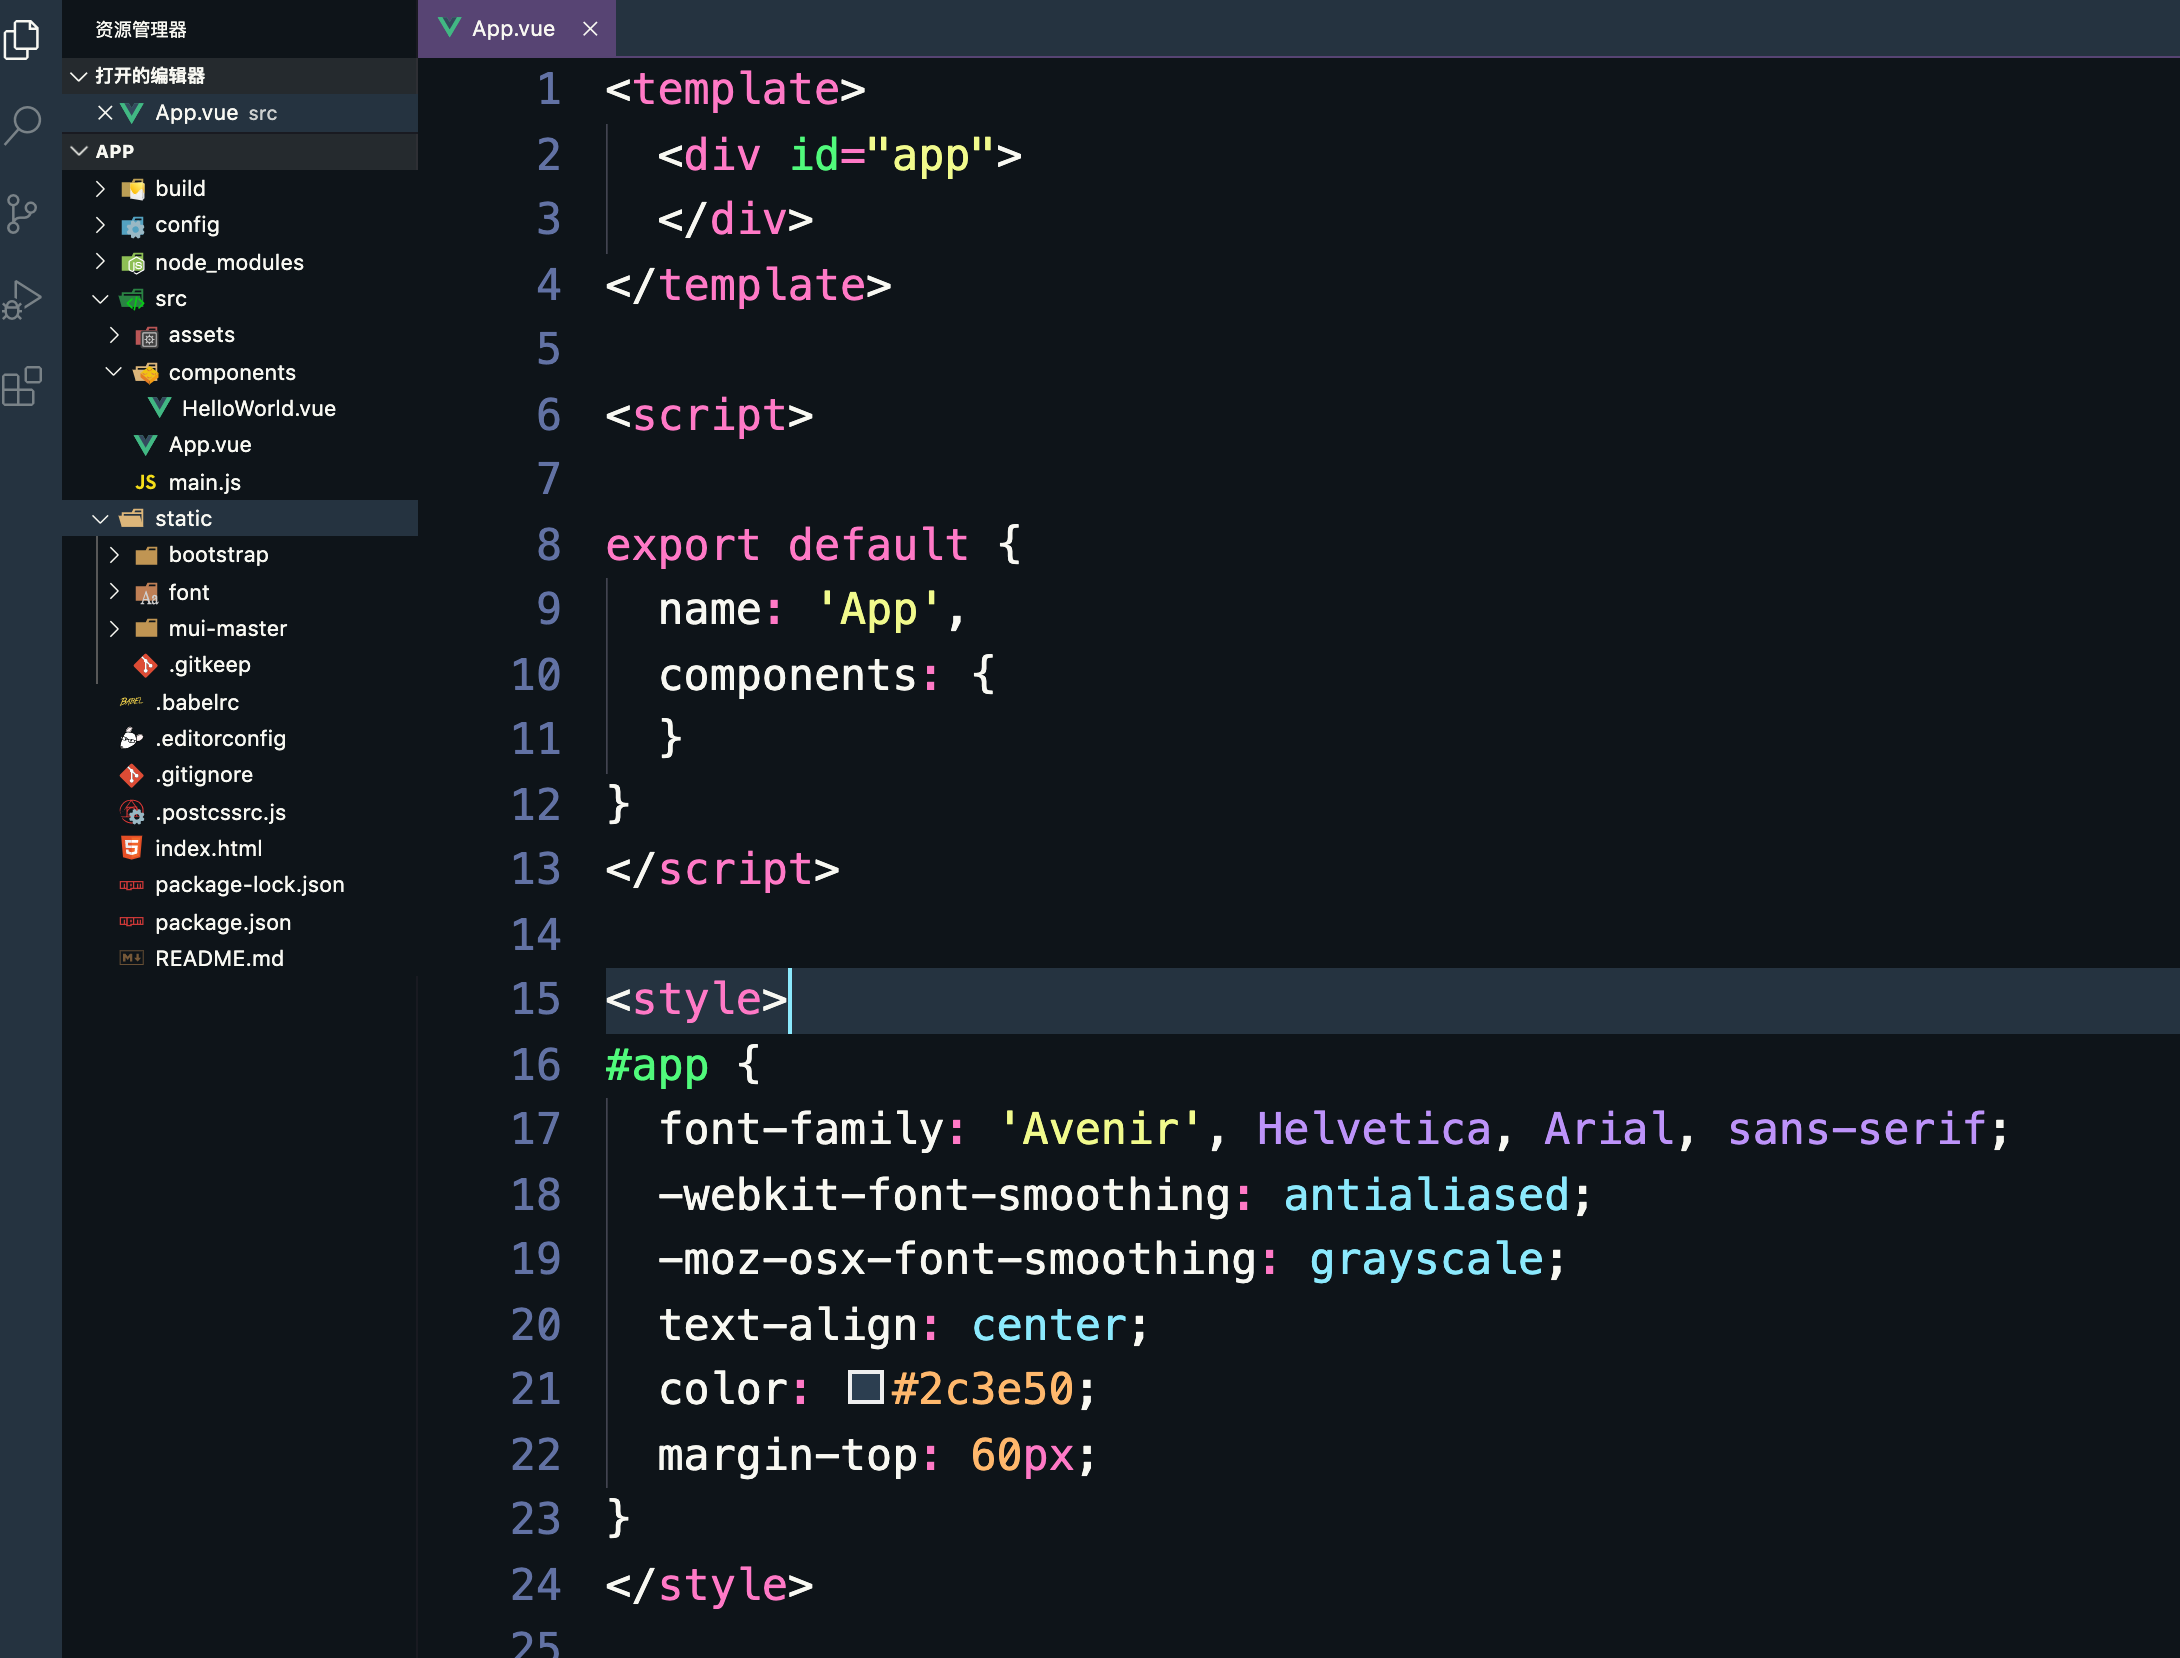 资源管理器
打开的编辑器
App.vue src
APP
build
config
node_modules
src
assets
components
HelloWorld.vue
App.vue
JS main.js
static
bootstrap
font
mui-master
.gitkeep
.babelrc
.editorconfig
.gitignore
.postcssrc.js
index.html
package-lock.json
package.json
README.md
App.vue
1 <template>
2 <div id="app">
3 </div>
4 </template>
5
6 <script>
7
8 export default {
9 name: 'App',
10 components: {
11 }
12 }
13 </script>
14
15 <style>
16 #app {
17 font-family: 'Avenir', Helvetica, Arial, sans-serif;
18 -webkit-font-smoothing: antialiased;
19 -moz-osx-font-smoothing: grayscale;
20 text-align: center;
21 color: #2c3e50;
22 margin-top: 60px;
23 }
24 </style>
25